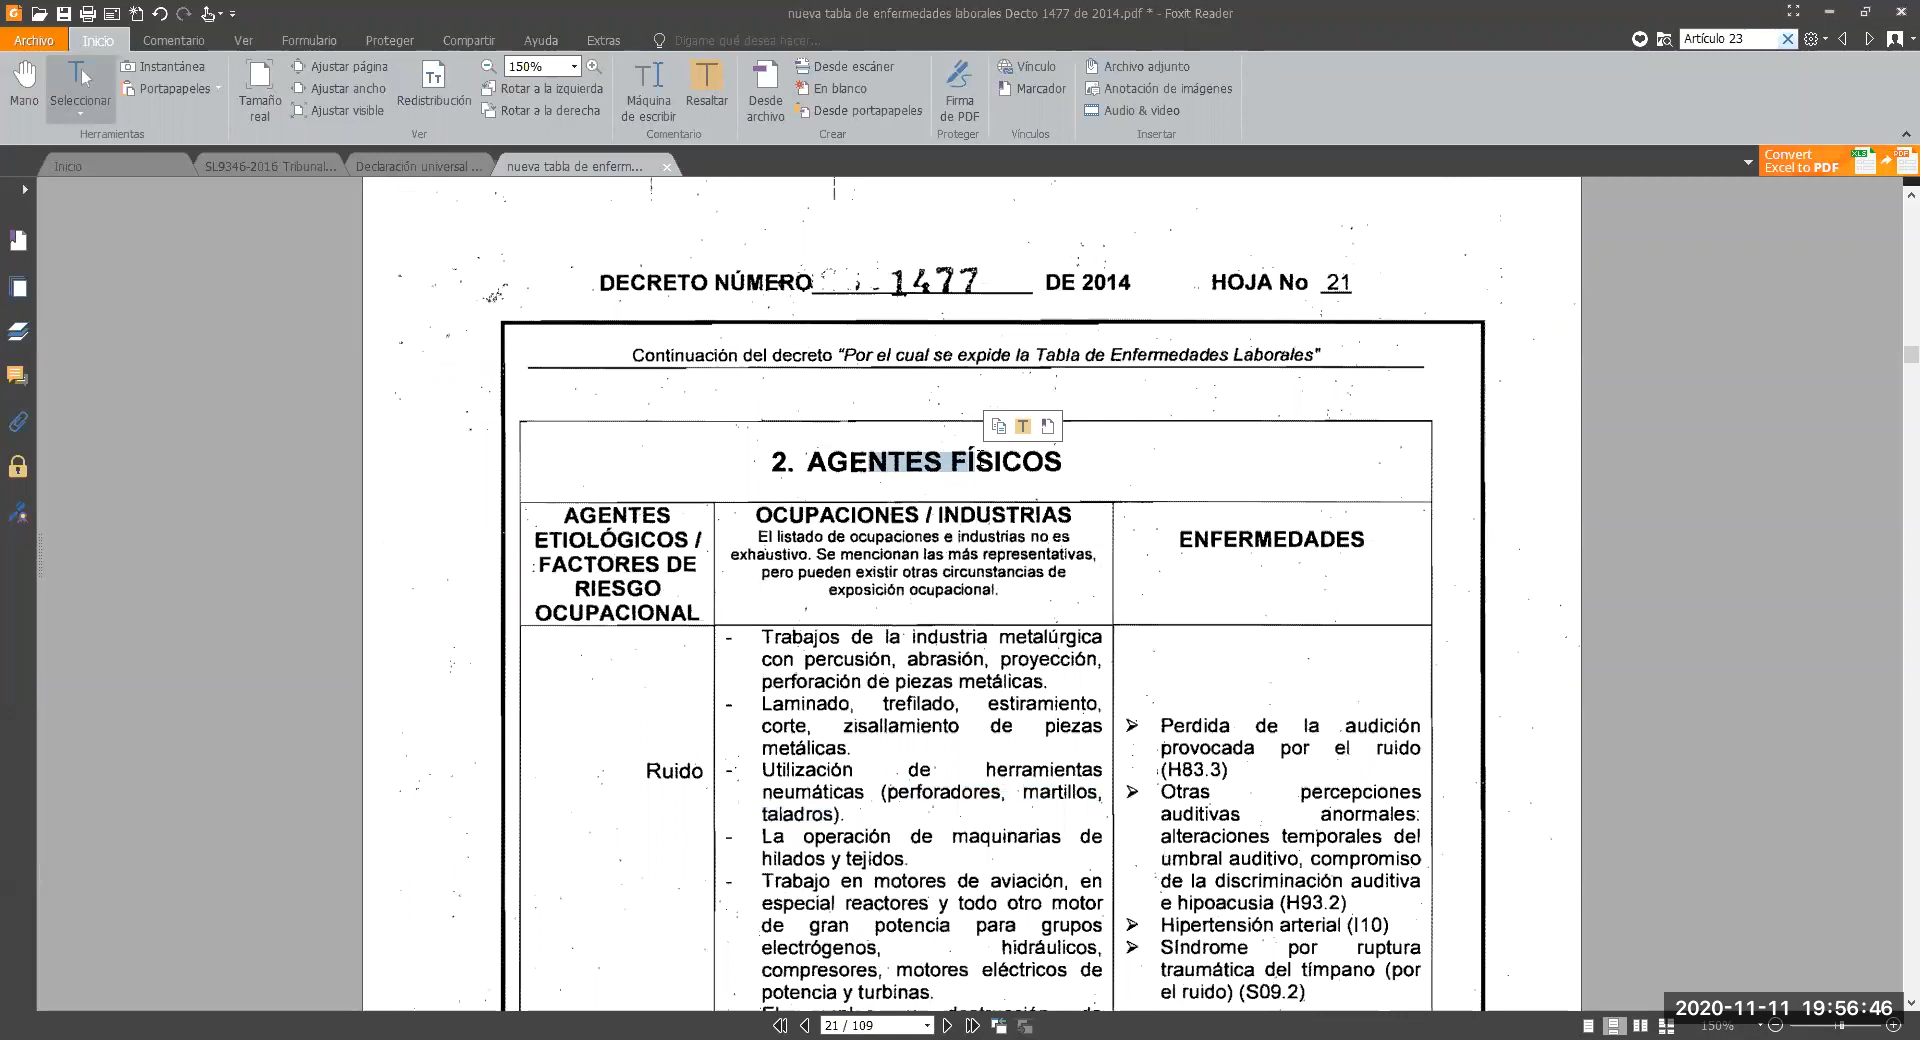 nueva tabla de enfermedades laborales Decto 1477 de 2014.pdf * - Foxit Reader
Archivo Inicio Comentario Ver Formulario Proteger Compartir Ayuda Extras Dígame qué desea hacer... Artículo 23
Mano
Seleccionar
Instantánea
Portapapeles
Herramientas
Tamaño
real
Ajustar página
Ajustar ancho
Ajustar visible
Redistribución
150%
Rotar a la izquierda
Rotar a la derecha
Ver
Máquina
de escribir
Resaltar
Comentario
Desde
archivo
Desde escáner
En blanco
Desde portapapeles
Crear
Firma
de PDF
Proteger
Vínculo
Marcador
Vínculos
Archivo adjunto
Anotación de imágenes
Audio & video
Insertar
Inicio SL9346-2016 Tribunal... Declaración universal ... nueva tabla de enferm...
Convert
Excel to PDF
XLS PDF
DECRETO NÚMERO 1477 DE 2014 HOJA No 21
Continuación del decreto "Por el cual se expide la Tabla de Enfermedades Laborales"
2. AGENTES FÍSICOS
AGENTES
ETIOLÓGICOS /
FACTORES DE
RIESGO
OCUPACIONAL
OCUPACIONES / INDUSTRIAS
El listado de ocupaciones e industrias no es
exhaustivo. Se mencionan las más representativas,
pero pueden existir otras circunstancias de
exposición ocupacional.
ENFERMEDADES
Ruido
- Trabajos de la industria metalúrgica
con percusión, abrasión, proyección,
perforación de piezas metálicas.
- Laminado, trefilado, estiramiento,
corte, zisallamiento de piezas
metálicas.
- Utilización de herramientas
neumáticas (perforadores, martillos,
taladros).
- La operación de maquinarias de
hilados y tejidos.
- Trabajo en motores de aviación, en
especial reactores y todo otro motor
de gran potencia para grupos
electrógenos, hidráulicos,
compresores, motores eléctricos de
potencia y turbinas.
➢ Perdida de la audición
provocada por el ruido
(H83.3)
➢ Otras percepciones
auditivas anormales:
alteraciones temporales del
umbral auditivo, compromiso
de la discriminación auditiva
e hipoacusia (H93.2)
➢ Hipertensión arterial (I10)
➢ Síndrome por ruptura
traumática del tímpano (por
el ruido) (S09.2)
2020-11-11 19:56:46
21 / 109
150%